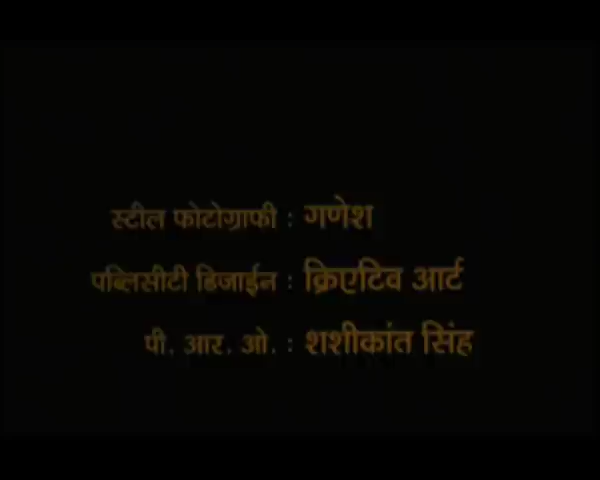 स्टील फोटोग्राफी : गणेश
पब्लिसीटी डिजाईन : क्रिएटिव आर्ट
पी. आर. ओ. : शशीकांत सिंह